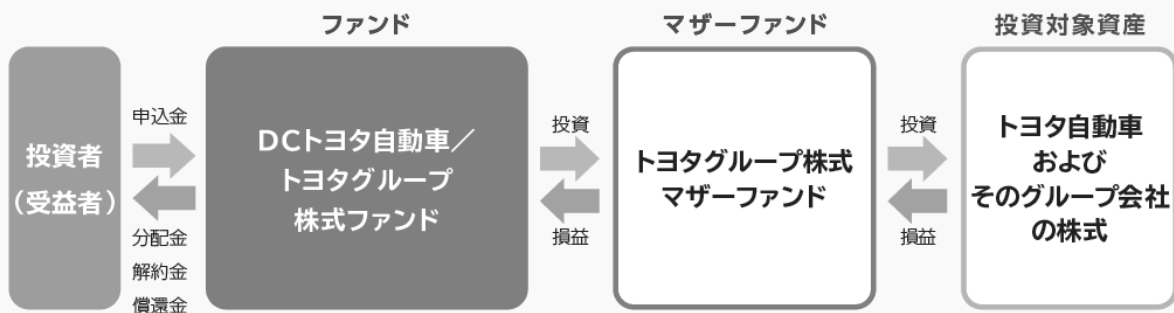 ファンド
マザーファンド
投資対象資産
投資者
（受益者）
申込金
分配金
解約金
償還金
DCトヨタ自動車／
トヨタグループ
株式ファンド
投資
損益
トヨタグループ株式
マザーファンド
投資
損益
トヨタ自動車
および
そのグループ会社
の株式